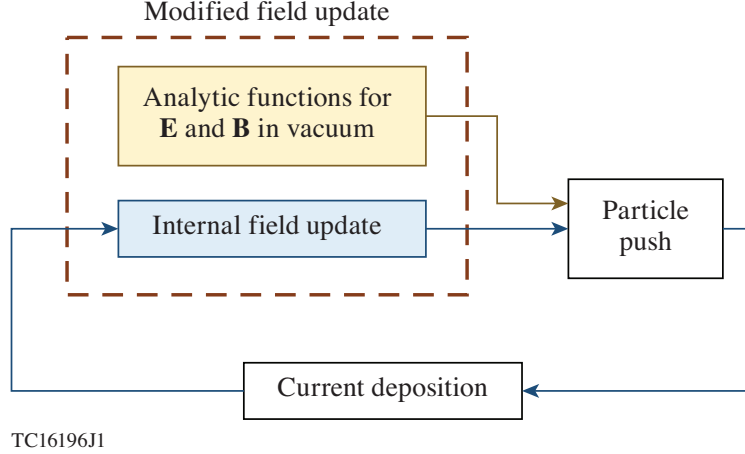 Modified field update
Analytic functions for
E and B in vacuum
Internal field update
Particle
push
Current deposition
TC16196J1